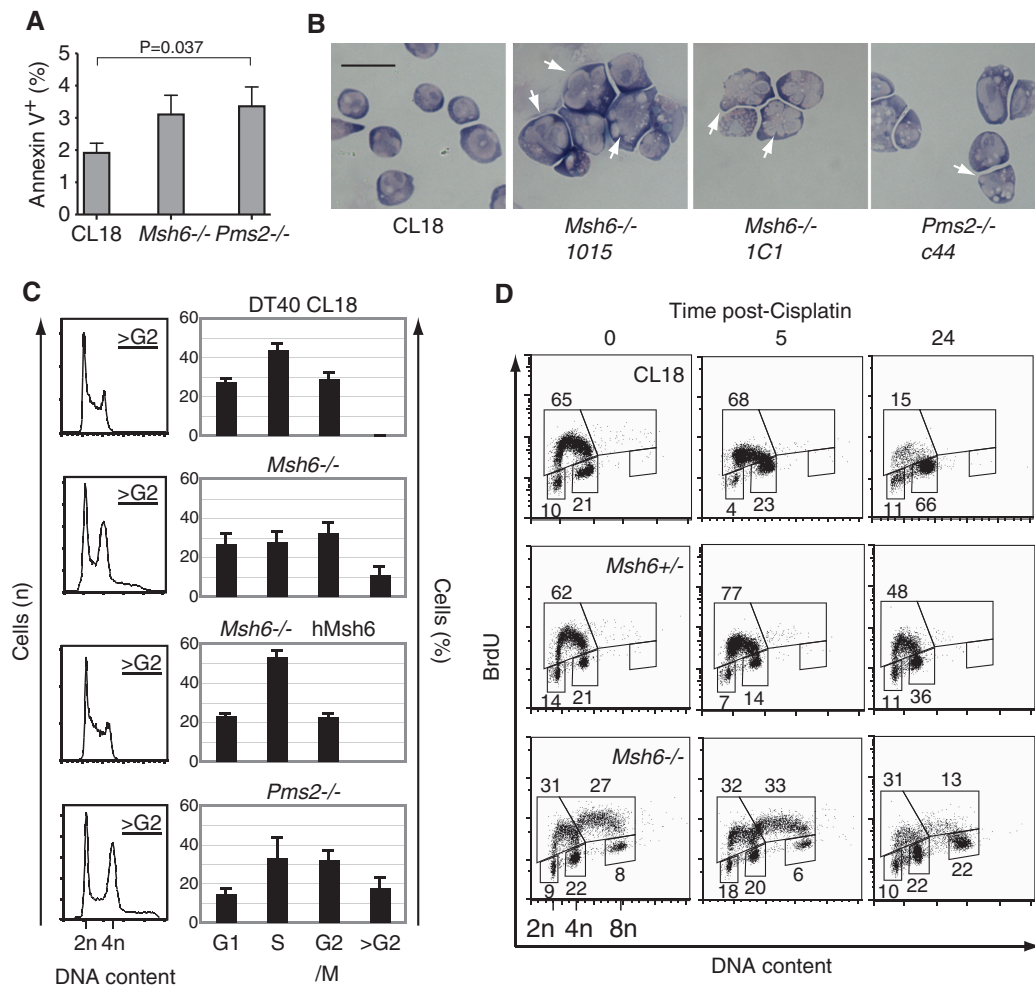 A
P=0.037
Annexin V+ (%)
5
4
3
2
1
0
CL18 Msh6-/- Pms2-/-
B
CL18
Msh6-/-
1015
Msh6-/-
1C1
Pms2-/-
c44
C
DT40 CL18
>G2
60
40
20
0
Msh6-/-
>G2
60
40
20
0
Msh6-/- hMsh6
>G2
60
40
20
0
Pms2-/-
>G2
60
40
20
0
Cells (n)
Cells (%)
2n 4n
DNA content
G1 S G2 >G2
/M
D
Time post-Cisplatin
0 5 24
BrdU
CL18
65
10 21
68
4 23
15
11 66
Msh6+/-
62
14 21
77
7 14
48
11 36
Msh6-/-
31 27
9 22 8
32 33
18 20 6
31 13
10 22 22
2n 4n 8n
DNA content